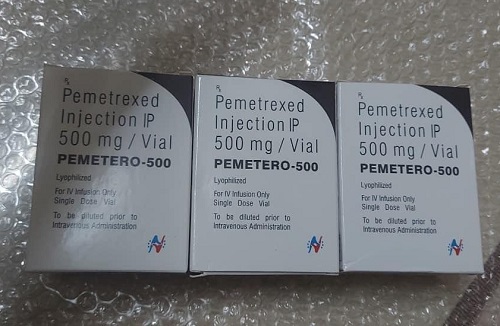 Rx
Pemetrexed
Injection IP
500 mg / Vial
PEMETERO-500
Lyophilized
For IV Infusion Only
Single Dose Vial
To be diluted prior to
Intravenous Administration
Rx
Pemetrexed
Injection IP
500 mg / Vial
PEMETERO-500
Lyophilized
For IV Infusion Only
Single Dose Vial
To be diluted prior to
Intravenous Administration
Rx
Pemetrexed
Injection IP
500 mg / Vial
PEMETERO-500
Lyophilized
For IV Infusion Only
Single Dose Vial
To be diluted prior to
Intravenous Administration